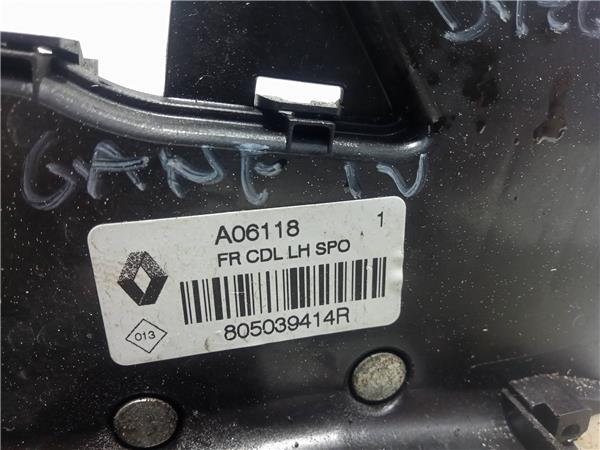 A06118 1
FR CDL LH SPO
805039414R
013